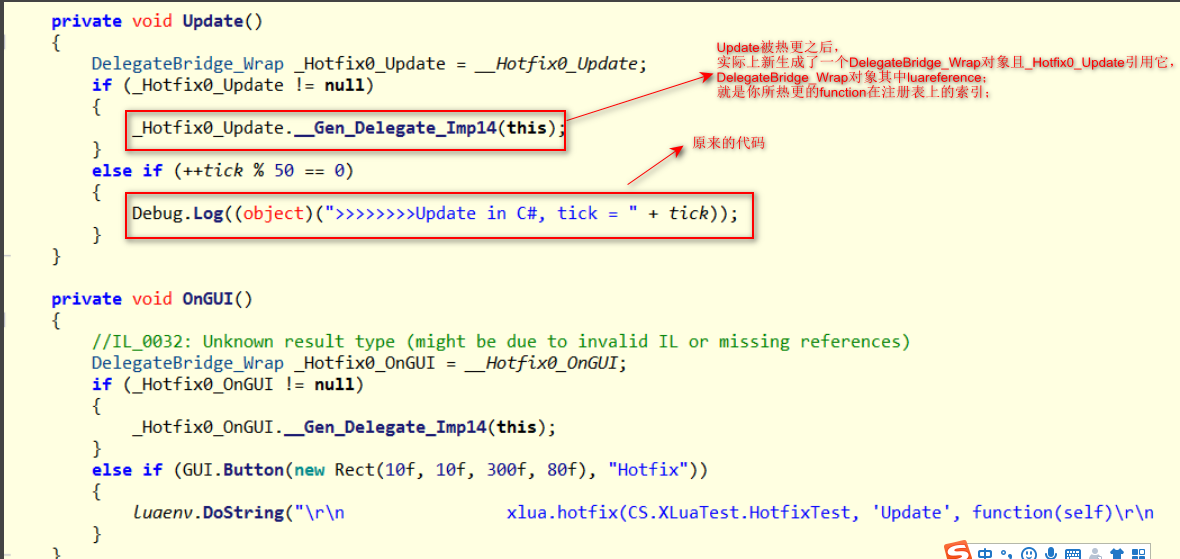 private void Update()
{
DelegateBridge_Wrap _Hotfix0_Update = __Hotfix0_Update;
if (_Hotfix0_Update != null)
{
_Hotfix0_Update.__Gen_Delegate_Imp14(this);
}
else if (++tick % 50 == 0)
{
Debug.Log((object)(">>>>>>>>Update in C#, tick = " + tick));
}
}
Update被热更之后,
实际上新生成了一个DelegateBridge_Wrap对象且_Hotfix0_Update引用它,
DelegateBridge_Wrap对象其中luareference;
就是你所热更的function在注册表上的索引;
原来的代码
private void OnGUI()
{
//IL_0032: Unknown result type (might be due to invalid IL or missing references)
DelegateBridge_Wrap _Hotfix0_OnGUI = __Hotfix0_OnGUI;
if (_Hotfix0_OnGUI != null)
{
_Hotfix0_OnGUI.__Gen_Delegate_Imp14(this);
}
else if (GUI.Button(new Rect(10f, 10f, 300f, 80f), "Hotfix"))
{
luaenv.DoString("\r\n                xlua.hotfix(CS.XLuaTest.HotfixTest, 'Update', function(self)\r\n
}
}
S中